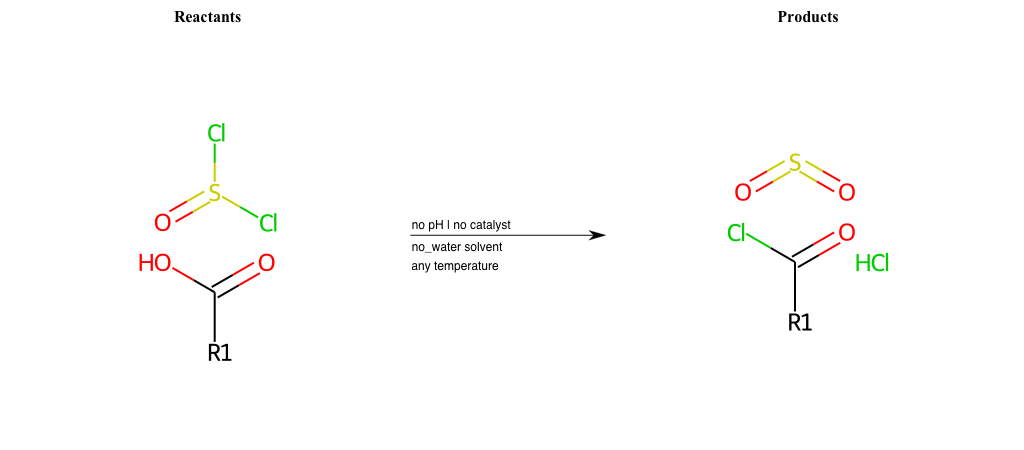 Reactants
Products
Cl
S
O
Cl
HO
O
R1
no pH | no catalyst
no_water solvent
any temperature
S
O
O
Cl
O
HCl
R1